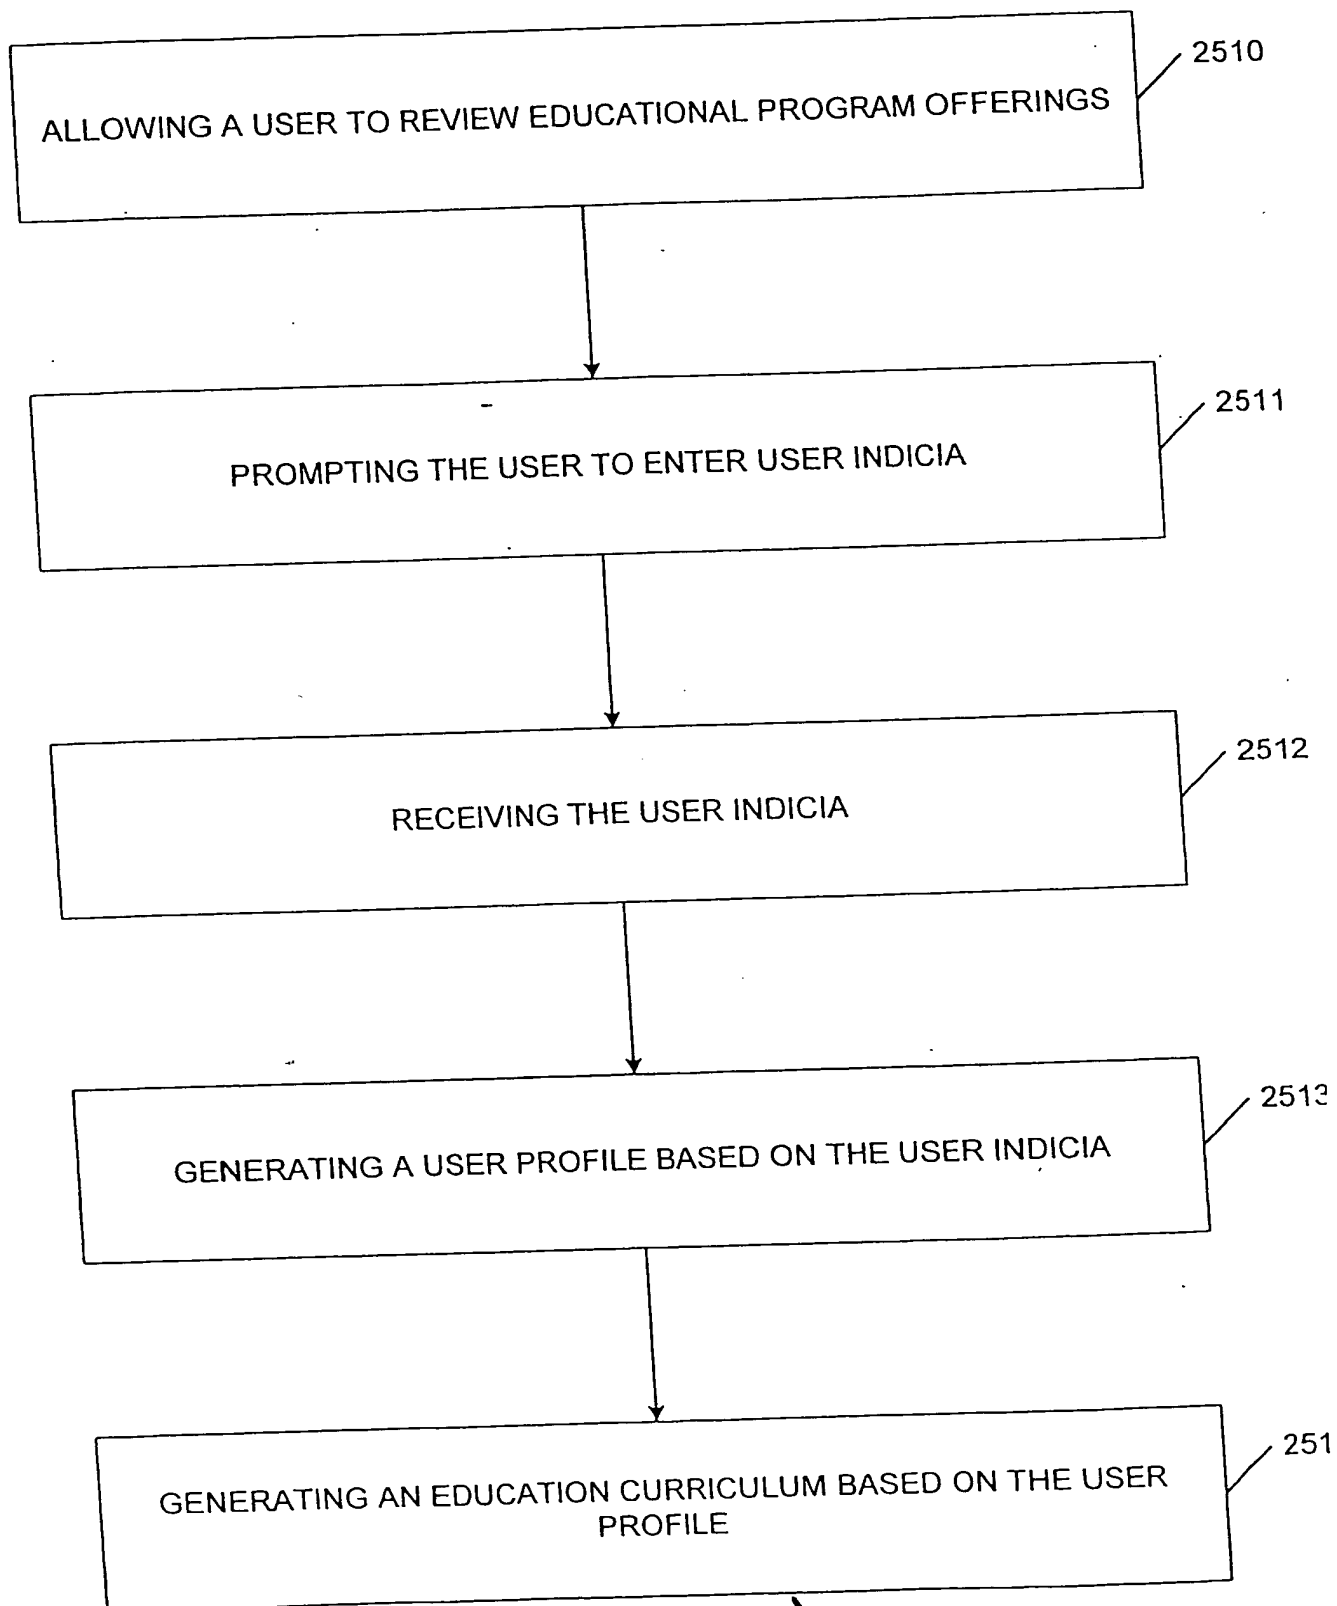 ALLOWING A USER TO REVIEW EDUCATIONAL PROGRAM OFFERINGS
2510
PROMPTING THE USER TO ENTER USER INDICIA
2511
RECEIVING THE USER INDICIA
2512
GENERATING A USER PROFILE BASED ON THE USER INDICIA
2513
GENERATING AN EDUCATION CURRICULUM BASED ON THE USER
PROFILE